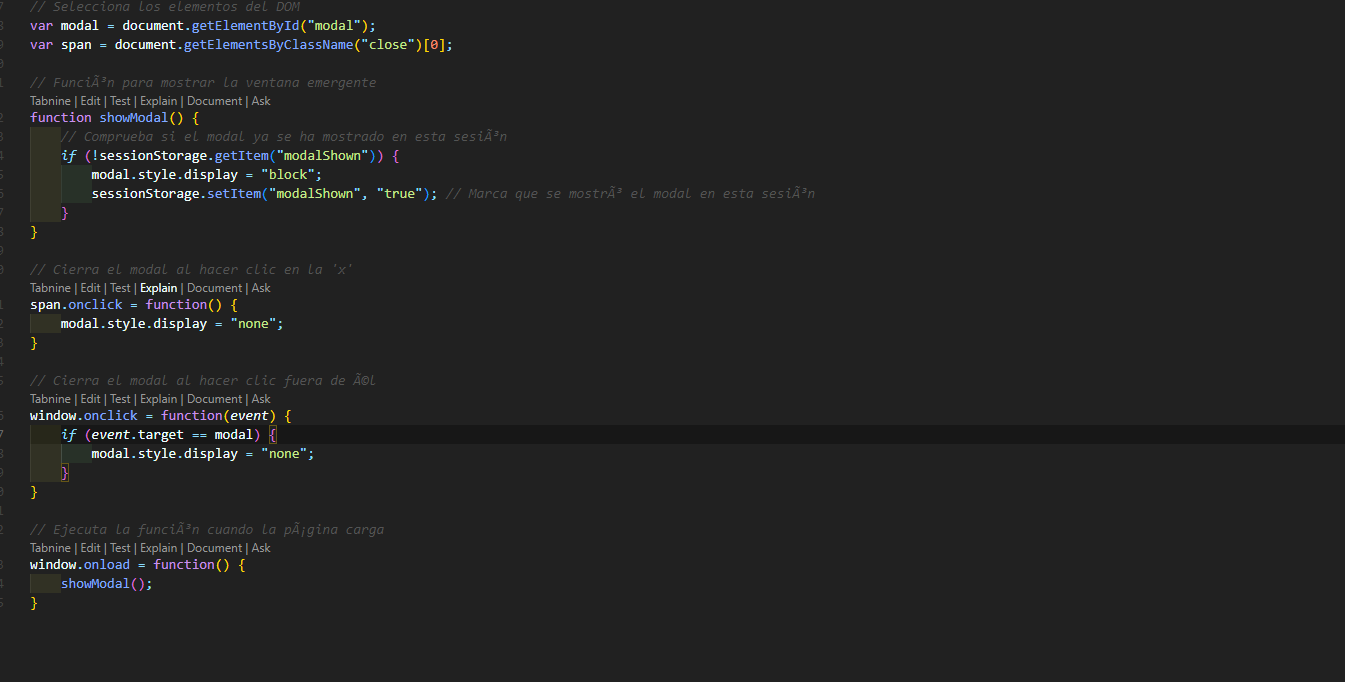 // Selecciona los elementos del DOM
var modal = document.getElementById("modal");
var span = document.getElementsByClassName("close")[0];
// FunciÃ³n para mostrar la ventana emergente
Tabnine | Edit | Test | Explain | Document | Ask
function showModal() {
// Comprueba si el modal ya se ha mostrado en esta sesiÃ³n
if (!sessionStorage.getItem("modalShown")) {
modal.style.display = "block";
sessionStorage.setItem("modalShown", "true"); // Marca que se mostrÃ³ el modal en esta sesiÃ³n
}
}
// Cierra el modal al hacer clic en la 'x'
Tabnine | Edit | Test | Explain | Document | Ask
span.onclick = function() {
modal.style.display = "none";
}
// Cierra el modal al hacer clic fuera de Ã©l
Tabnine | Edit | Test | Explain | Document | Ask
window.onclick = function(event) {
if (event.target == modal) {
modal.style.display = "none";
}
}
// Ejecuta la funciÃ³n cuando la pÃ¡gina carga
Tabnine | Edit | Test | Explain | Document | Ask
window.onload = function() {
showModal();
}